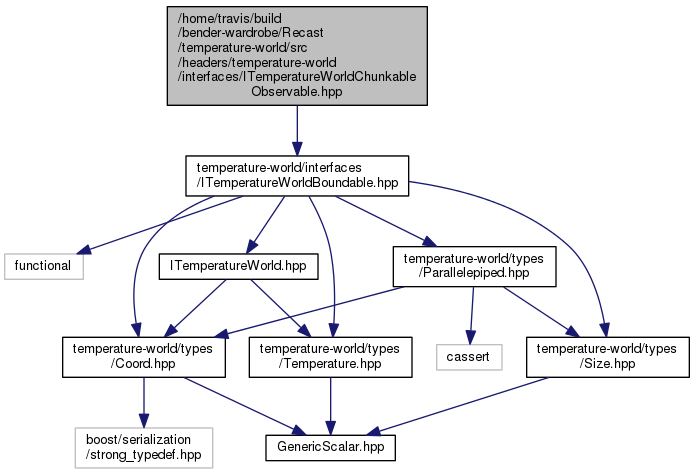 /home/travis/build
/bender-wardrobe/Recast
/temperature-world/src
/headers/temperature-world
/interfaces/ITemperatureWorldChunkable
Observable.hpp
temperature-world/interfaces
/ITemperatureWorldBoundable.hpp
functional
ITemperatureWorld.hpp
temperature-world/types
/Parallelepiped.hpp
temperature-world/types
/Coord.hpp
temperature-world/types
/Temperature.hpp
cassert
temperature-world/types
/Size.hpp
boost/serialization
/strong_typedef.hpp
GenericScalar.hpp